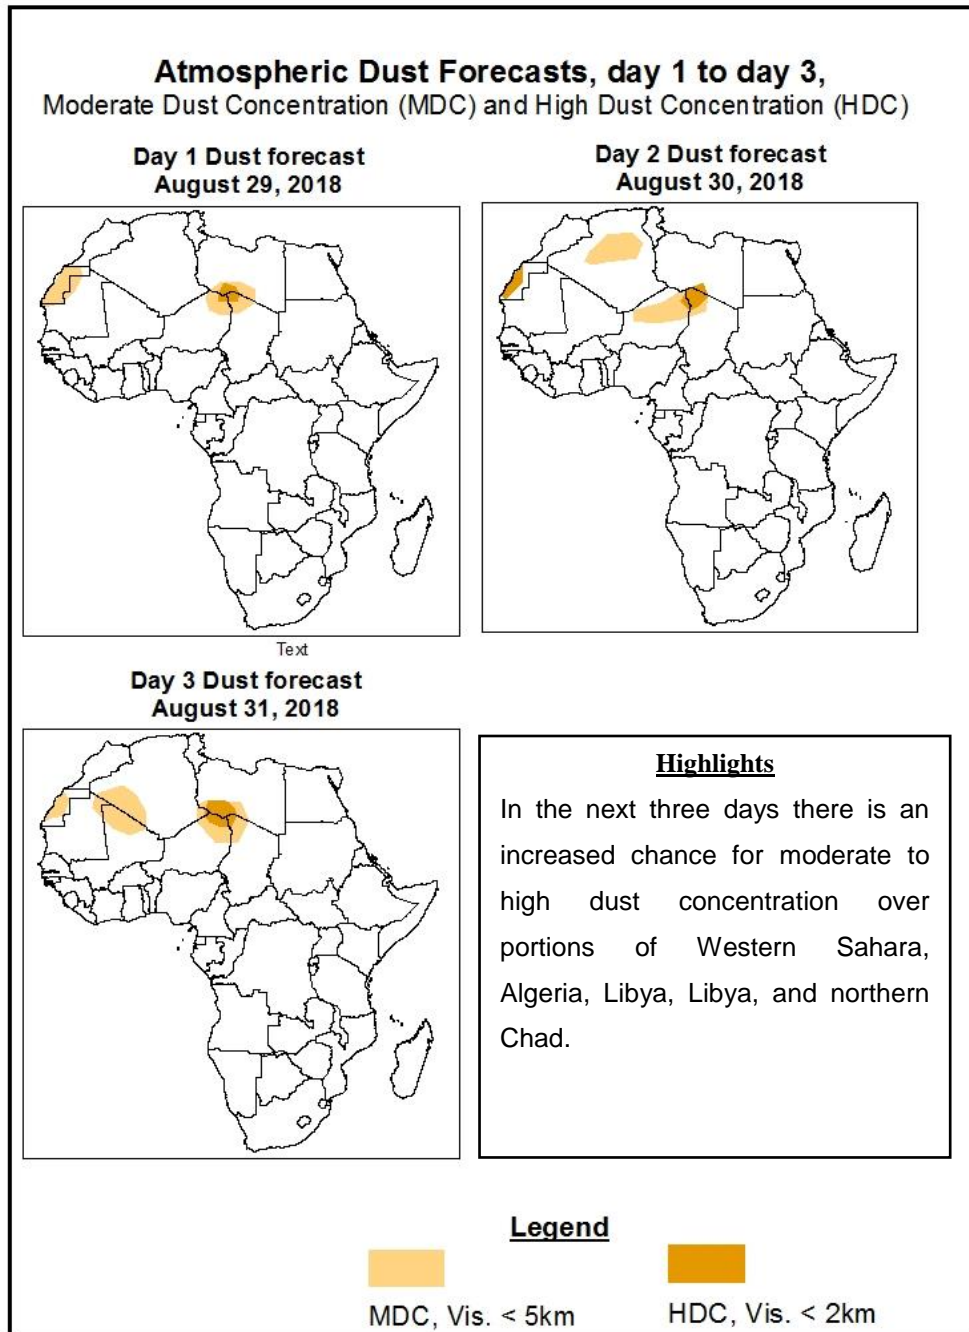 Atmospheric Dust Forecasts, day 1 to day 3,
Moderate Dust Concentration (MDC) and High Dust Concentration (HDC)
Day 1 Dust forecast
August 29, 2018
Day 2 Dust forecast
August 30, 2018
Text
Day 3 Dust forecast
August 31, 2018
Highlights
In the next three days there is an
increased chance for moderate to
high dust concentration over
portions of Western Sahara,
Algeria, Libya, Libya, and northern
Chad.
Legend
MDC, Vis. < 5km
HDC, Vis. < 2km